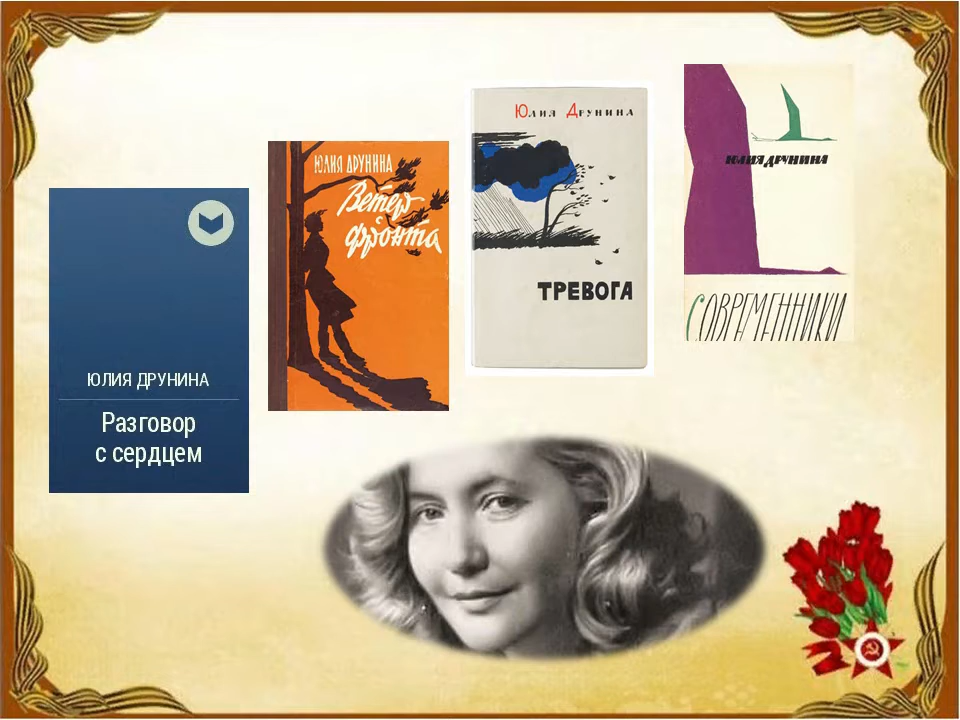 ЮЛИЯ ДРУНИНА
Разговор
с сердцем
ЮЛИЯ ДРУНИНА
Ветер
с
фронта
Юлия Друнина
ТРЕВОГА
ЮЛИЯ ДРУНИНА
СОВРЕМЕННИКИ